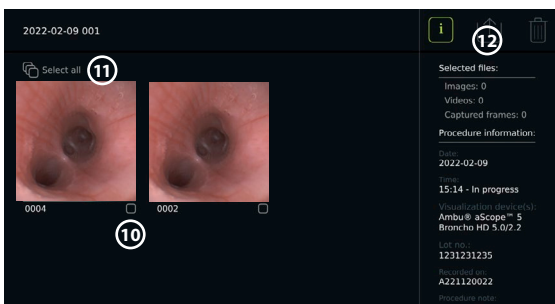 2022-02-09 001
i
12
Select all
11
0004
0002
10
Selected files:
Images: 0
Videos: 0
Captured frames: 0
Procedure information:
Date:
2022-02-09
Time:
15:14 - In progress
Visualization device(s):
Ambu® aScope™ 5
Broncho HD 5.0/2.2
Lot no.:
1231231235
Recorded on:
A221120022
Procedure note: